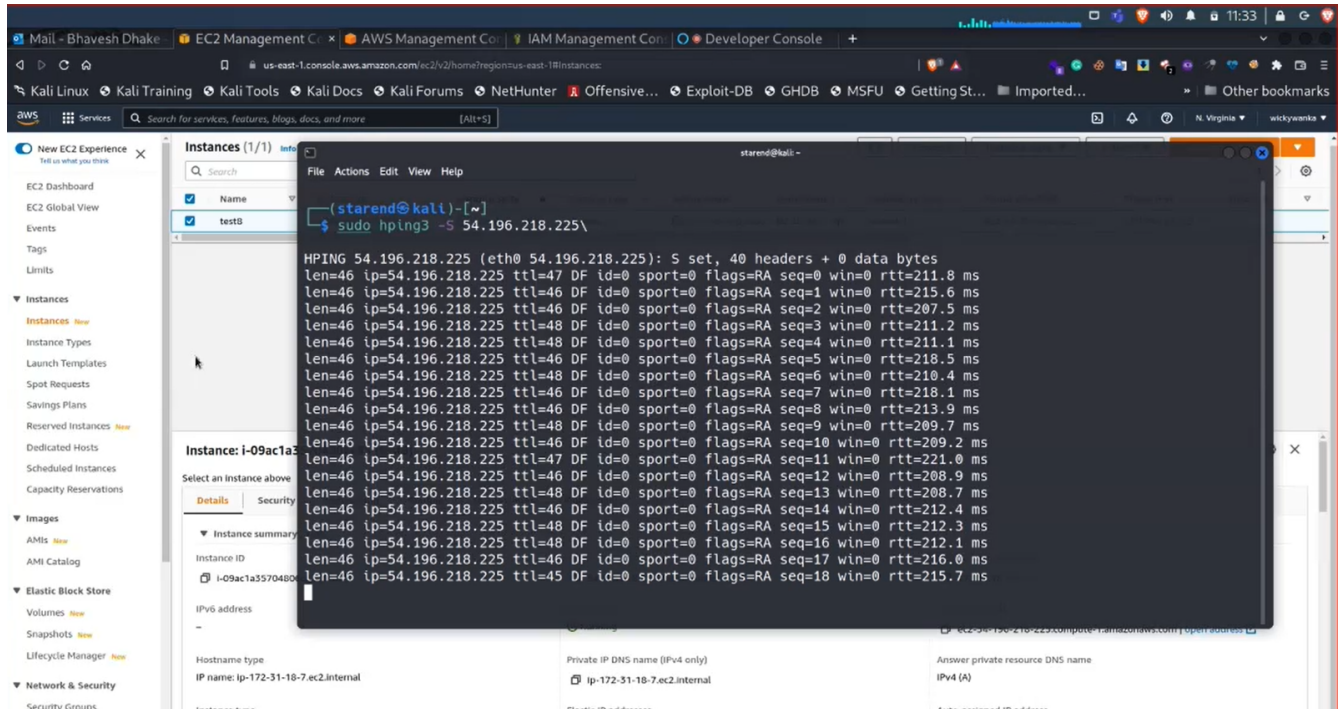 11:33
Mail - Bhavesh Dhake
EC2 Management Co
AWS Management Con
IAM Management Cons
Developer Console
us-east-1.console.aws.amazon.com/ec2/v2/home?region=us-east-1#Instances:
Kali Linux Kali Training Kali Tools Kali Docs Kali Forums NetHunter Offensive... Exploit-DB GHDB MSFU Getting St... Imported... » Other bookmarks
aws Services Search for services, features, blogs, docs, and more [Alt+S] N. Virginia wickywanka
New EC2 Experience
Tell us what you think
EC2 Dashboard
EC2 Global View
Events
Tags
Limits
Instances
Instances New
Instance Types
Launch Templates
Spot Requests
Savings Plans
Reserved Instances New
Dedicated Hosts
Scheduled Instances
Capacity Reservations
Images
AMIs New
AMI Catalog
Elastic Block Store
Volumes New
Snapshots New
Lifecycle Manager New
Network & Security
Security Groups
Instances (1/1) Info
Search
Name
test8
starend@kali: ~
File Actions Edit View Help
(starend㉿kali)-[~]
$ sudo hping3 -S 54.196.218.225\
HPING 54.196.218.225 (eth0 54.196.218.225): S set, 40 headers + 0 data bytes
len=46 ip=54.196.218.225 ttl=47 DF id=0 sport=0 flags=RA seq=0 win=0 rtt=211.8 ms
len=46 ip=54.196.218.225 ttl=46 DF id=0 sport=0 flags=RA seq=1 win=0 rtt=215.6 ms
len=46 ip=54.196.218.225 ttl=46 DF id=0 sport=0 flags=RA seq=2 win=0 rtt=207.5 ms
len=46 ip=54.196.218.225 ttl=48 DF id=0 sport=0 flags=RA seq=3 win=0 rtt=211.2 ms
len=46 ip=54.196.218.225 ttl=48 DF id=0 sport=0 flags=RA seq=4 win=0 rtt=211.1 ms
len=46 ip=54.196.218.225 ttl=46 DF id=0 sport=0 flags=RA seq=5 win=0 rtt=218.5 ms
len=46 ip=54.196.218.225 ttl=48 DF id=0 sport=0 flags=RA seq=6 win=0 rtt=210.4 ms
len=46 ip=54.196.218.225 ttl=46 DF id=0 sport=0 flags=RA seq=7 win=0 rtt=218.1 ms
len=46 ip=54.196.218.225 ttl=46 DF id=0 sport=0 flags=RA seq=8 win=0 rtt=213.9 ms
len=46 ip=54.196.218.225 ttl=48 DF id=0 sport=0 flags=RA seq=9 win=0 rtt=209.7 ms
len=46 ip=54.196.218.225 ttl=46 DF id=0 sport=0 flags=RA seq=10 win=0 rtt=209.2 ms
len=46 ip=54.196.218.225 ttl=47 DF id=0 sport=0 flags=RA seq=11 win=0 rtt=221.0 ms
len=46 ip=54.196.218.225 ttl=46 DF id=0 sport=0 flags=RA seq=12 win=0 rtt=208.9 ms
len=46 ip=54.196.218.225 ttl=48 DF id=0 sport=0 flags=RA seq=13 win=0 rtt=208.7 ms
len=46 ip=54.196.218.225 ttl=46 DF id=0 sport=0 flags=RA seq=14 win=0 rtt=212.4 ms
len=46 ip=54.196.218.225 ttl=48 DF id=0 sport=0 flags=RA seq=15 win=0 rtt=212.3 ms
len=46 ip=54.196.218.225 ttl=48 DF id=0 sport=0 flags=RA seq=16 win=0 rtt=212.1 ms
len=46 ip=54.196.218.225 ttl=46 DF id=0 sport=0 flags=RA seq=17 win=0 rtt=216.0 ms
len=46 ip=54.196.218.225 ttl=45 DF id=0 sport=0 flags=RA seq=18 win=0 rtt=215.7 ms
Instance: i-09ac1a3
Select an instance above
Details Security
Instance summary
Instance ID
i-09ac1a3570480
IPv6 address
–
ec2-54-196-218-225.compute-1.amazonaws.com | open address
Hostname type
IP name: ip-172-31-18-7.ec2.internal
Private IP DNS name (IPv4 only)
ip-172-31-18-7.ec2.internal
Answer private resource DNS name
IPv4 (A)